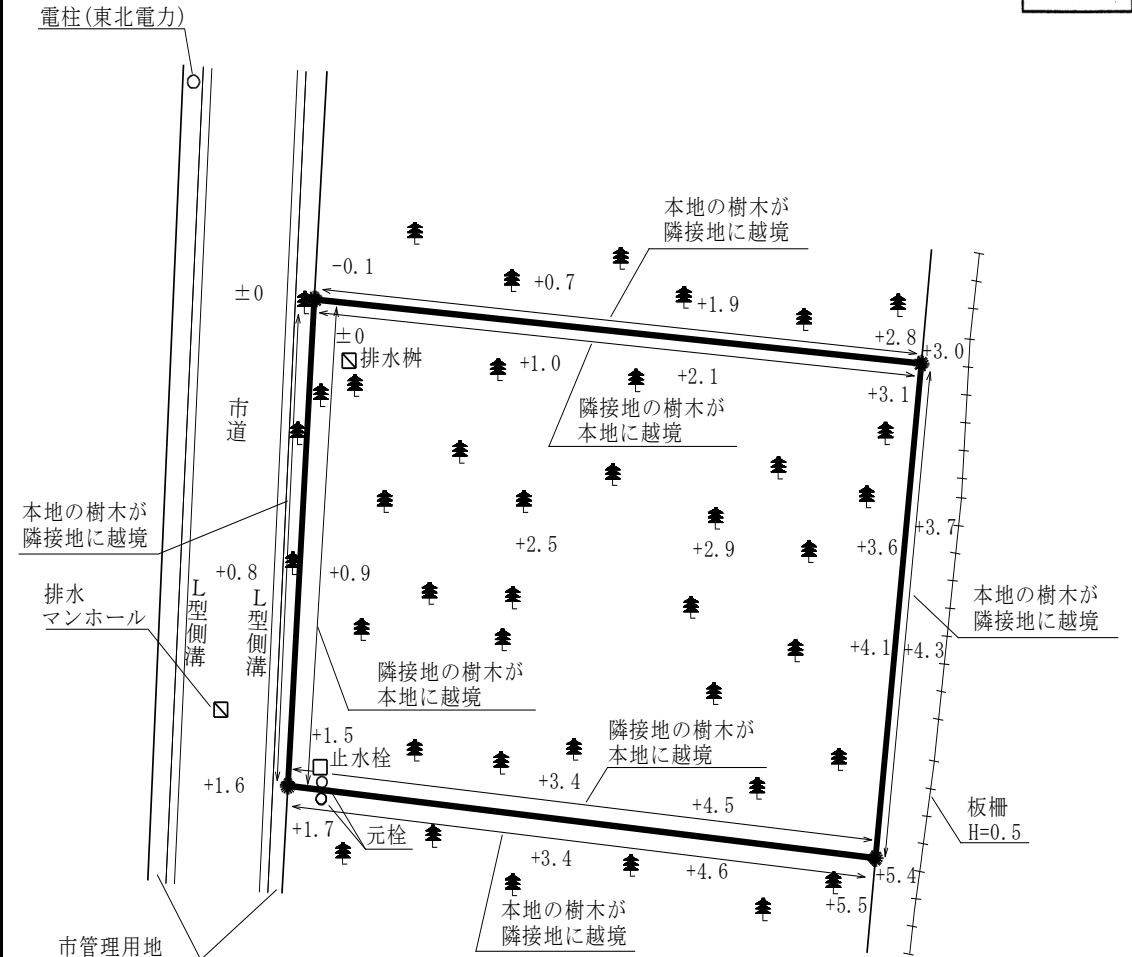 電柱(東北電力)
本地の樹木が
隣接地に越境
-0.1
+0.7
±0
+1.9
+2.8
+3.0
±0
排水桝
+1.0
+2.1
+3.1
隣接地の樹木が
本地に越境
市道
本地の樹木が
隣接地に越境
+2.5
+2.9
+3.6
+3.7
+0.8
+0.9
排水
マンホール
L型側溝
L型側溝
本地の樹木が
隣接地に越境
+4.1
+4.3
隣接地の樹木が
本地に越境
隣接地の樹木が
本地に越境
+1.5
止水栓
+1.6
+3.4
+4.5
板柵
H=0.5
+1.7
元栓
+3.4
+4.6
+5.4
+5.5
本地の樹木が
隣接地に越境
市管理用地